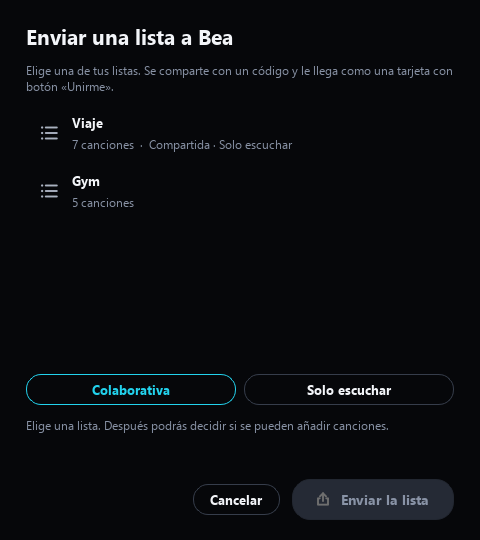 Enviar una lista a Bea
Elige una de tus listas. Se comparte con un código y le llega como una tarjeta con
botón «Unirme».
Viaje
7 canciones · Compartida · Solo escuchar
Gym
5 canciones
Colaborativa
Solo escuchar
Elige una lista. Después podrás decidir si se pueden añadir canciones.
Cancelar
Enviar la lista